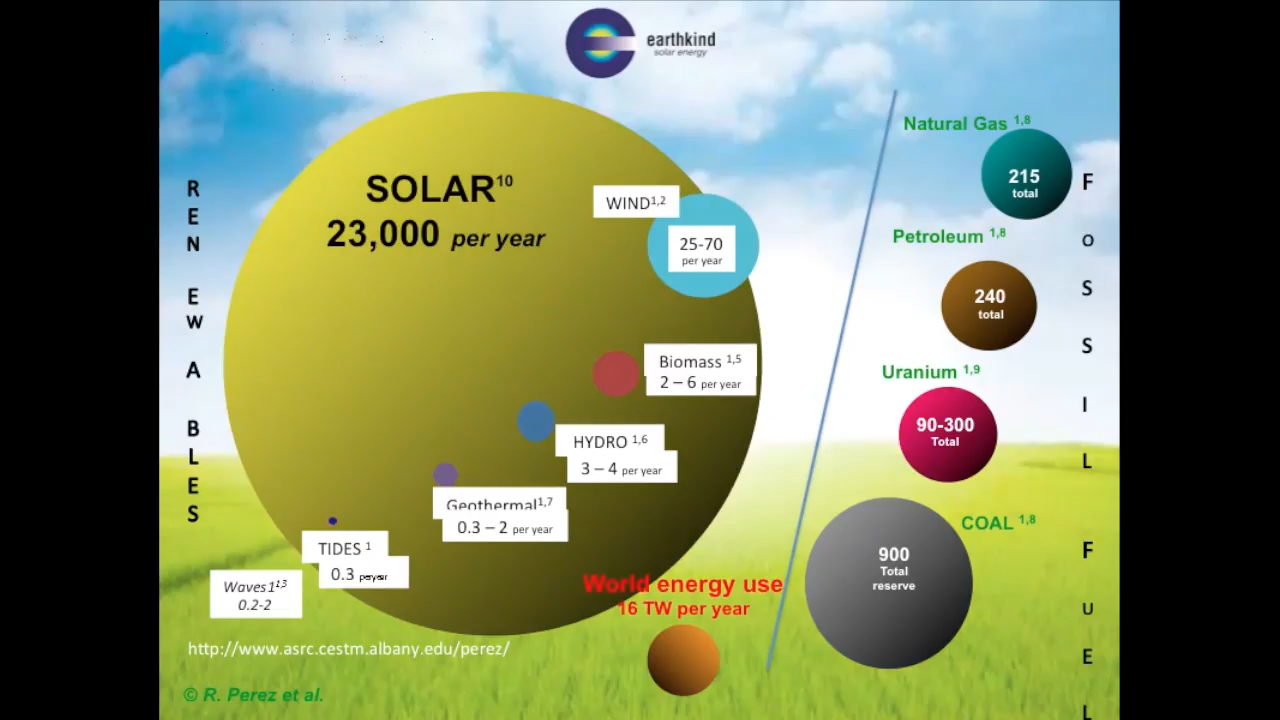 earthkind
solar energy
R
E
N
E
W
A
B
L
E
S
SOLAR10
23,000 per year
WIND1,2
25-70
per year
Biomass 1,5
2 – 6 per year
HYDRO 1,6
3 – 4 per year
Geothermal1,7
0.3 – 2 per year
TIDES 1
0.3 per year
Waves11,3
0.2-2
World energy use
16 TW per year
http://www.asrc.cestm.albany.edu/perez/
© R. Perez et al.
Natural Gas 1,8
215
total
Petroleum 1,8
240
total
Uranium 1,9
90-300
Total
COAL 1,8
900
Total
reserve
F
O
S
S
I
L
F
U
E
L